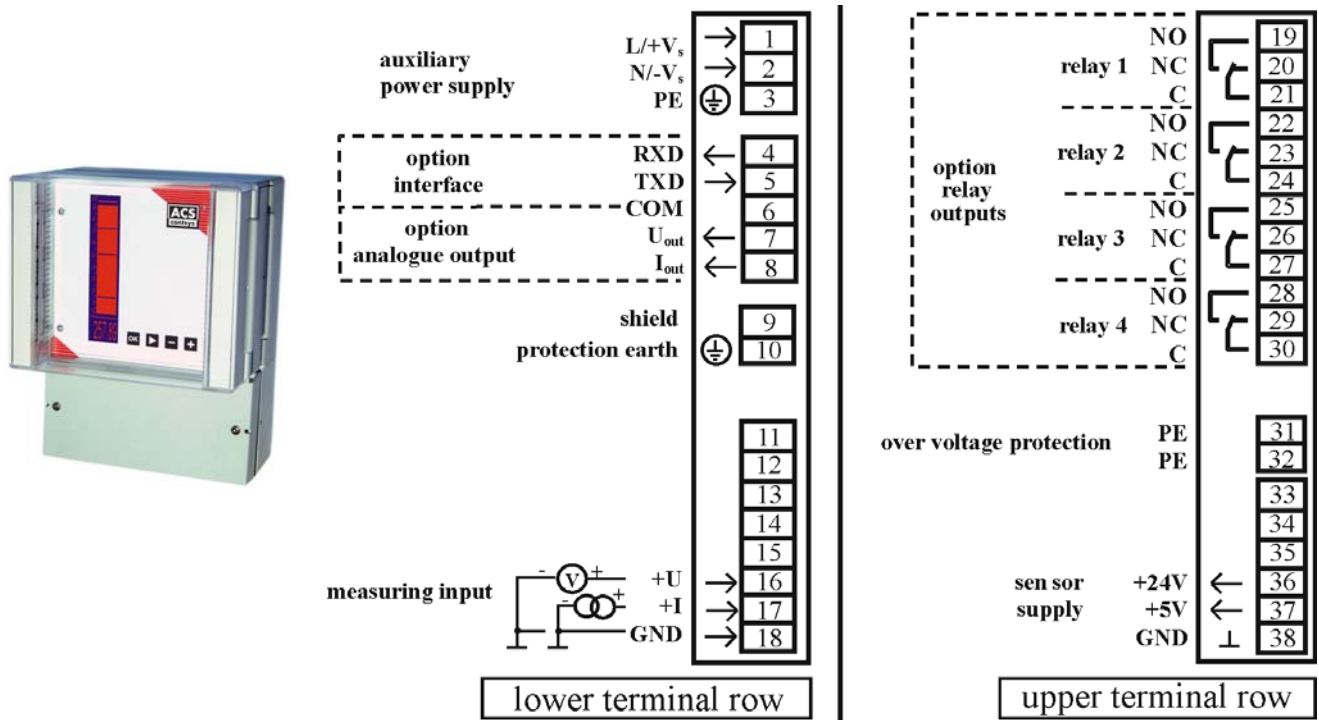 ACS
consys
OK
auxiliary
power supply
L/+Vs → 1
N/-Vs → 2
PE 3
option
interface
RXD ← 4
TXD → 5
COM 6
option
analogue output
Uout ← 7
Iout ← 8
shield 9
protection earth 10
11
12
13
14
15
measuring input
- V + +U → 16
- + +I → 17
GND → 18
lower terminal row
option
relay
outputs
relay 1
NO 19
NC 20
C 21
relay 2
NO 22
NC 23
C 24
relay 3
NO 25
NC 26
C 27
relay 4
NO 28
NC 29
C 30
over voltage protection
PE 31
PE 32
33
34
35
sensor
supply
+24V ← 36
+5V ← 37
GND ⊥ 38
upper terminal row